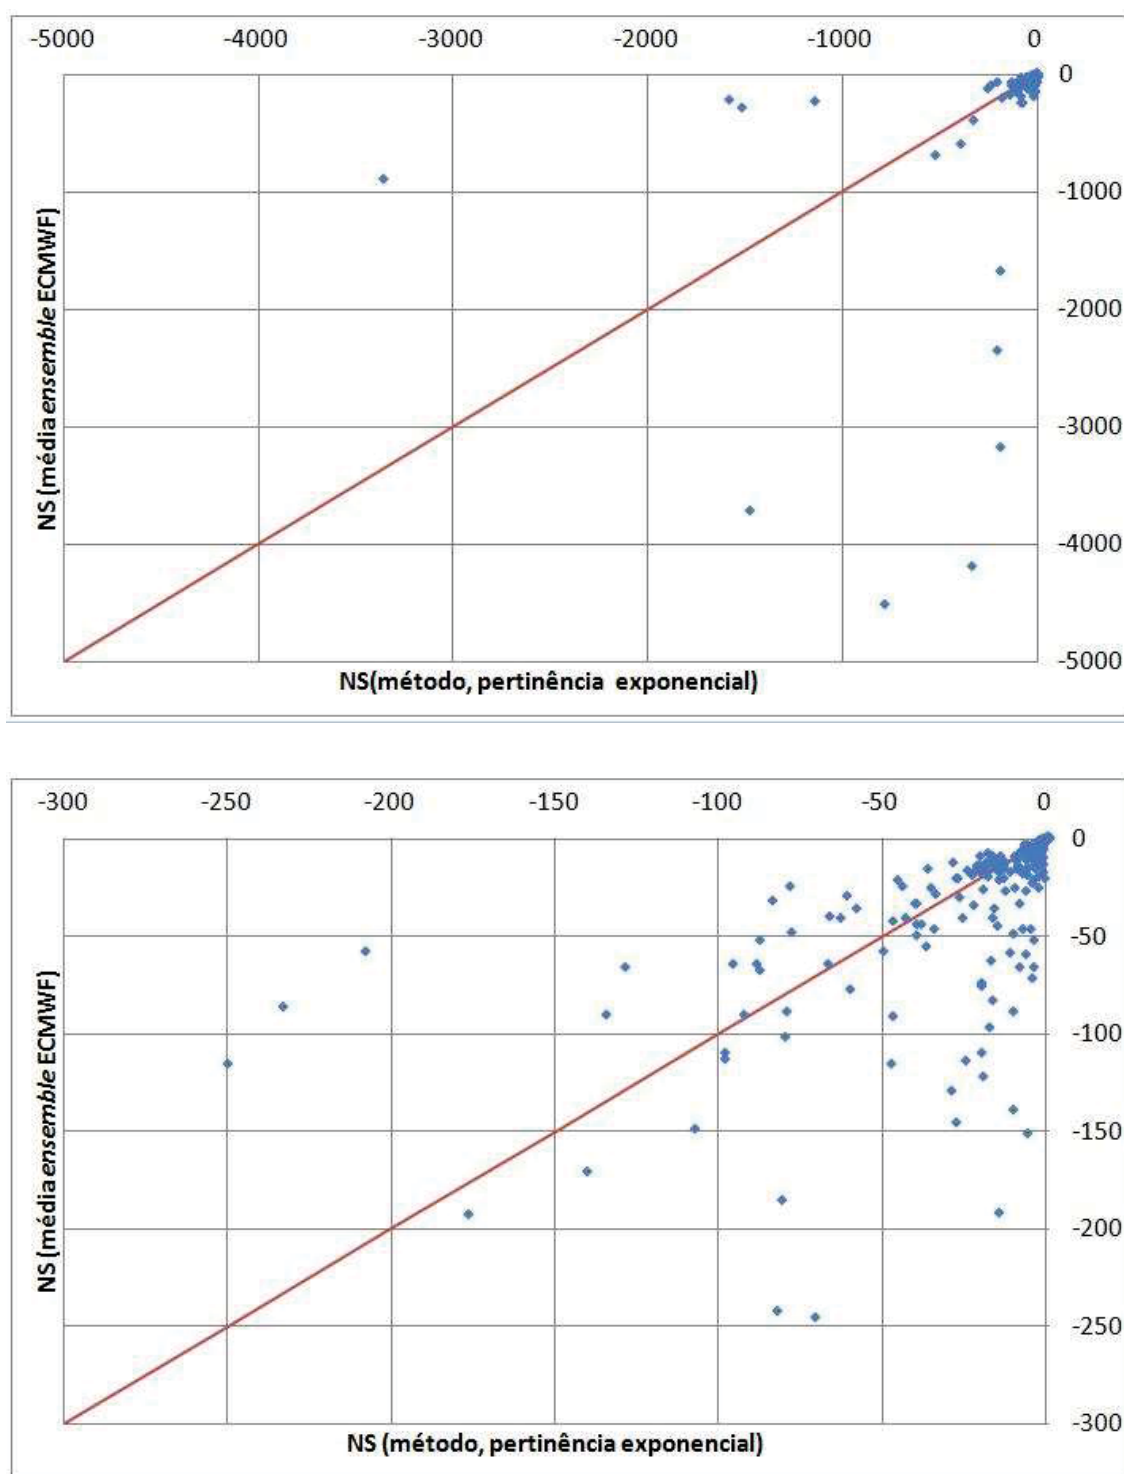 -5000 -4000 -3000 -2000 -1000 0
0
-1000
-2000
-3000
-4000
-5000
NS (média ensemble ECMWF)
NS(método, pertinência exponencial)
-300 -250 -200 -150 -100 -50 0
0
-50
-100
-150
-200
-250
-300
NS (média ensemble ECMWF)
NS (método, pertinência exponencial)